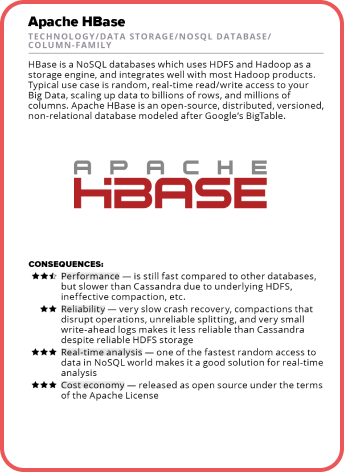 Apache HBase
TECHNOLOGY/DATA STORAGE/NOSQL DATABASE/
COLUMN-FAMILY
HBase is a NoSQL databases which uses HDFS and Hadoop as a
storage engine, and integrates well with most Hadoop products.
Typical use case is random, real-time read/write access to your
Big Data, scaling up data to billions of rows, and millions of
columns. Apache HBase is an open-source, distributed, versioned,
non-relational database modeled after Google's BigTable.
APACHE
HBASE
CONSEQUENCES:
Performance — is still fast compared to other databases,
but slower than Cassandra due to underlying HDFS,
ineffective compaction, etc.
Reliability — very slow crash recovery, compactions that
disrupt operations, unreliable splitting, and very small
write-ahead logs makes it less reliable than Cassandra
despite reliable HDFS storage
Real-time analysis — one of the fastest random access to
data in NoSQL world makes it a good solution for real-time
analysis
Cost economy — released as open source under the terms
of the Apache License